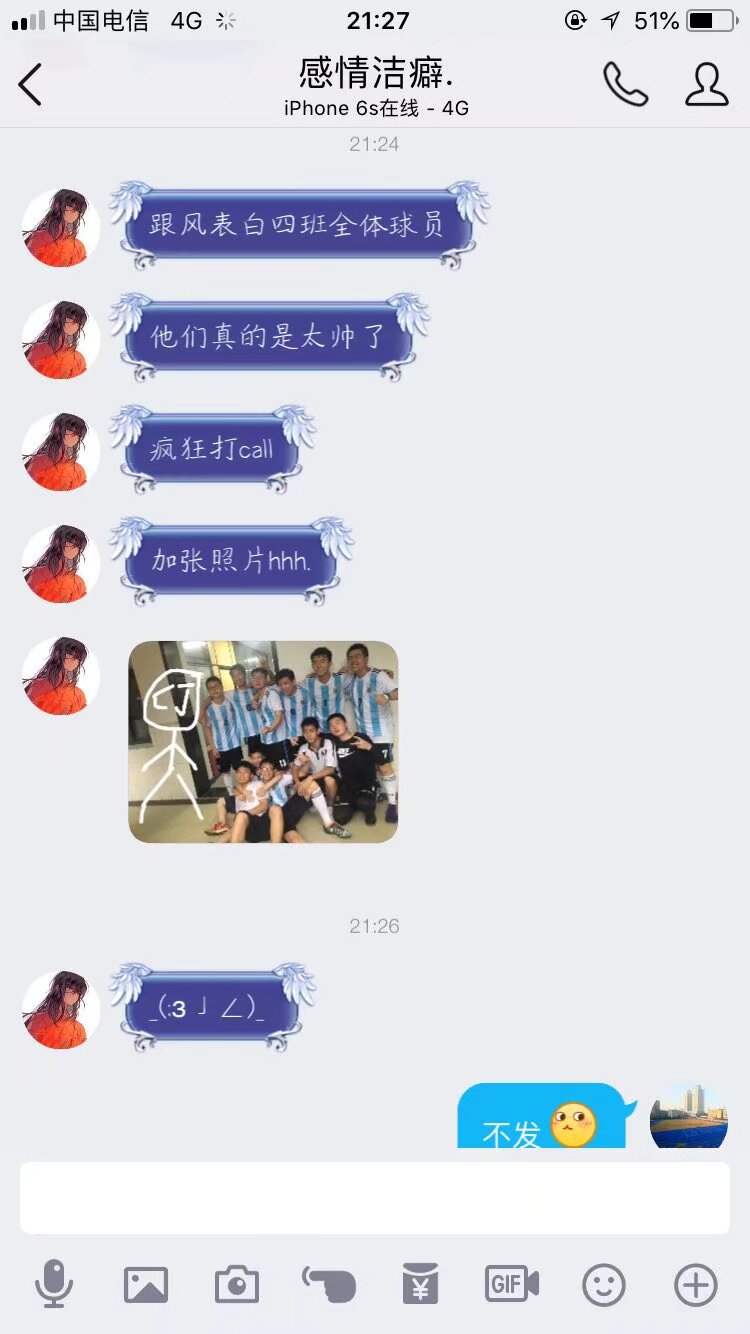 中国电信 4G 21:27 51%
感情洁癖.
iPhone 6s在线 - 4G
21:24
跟风表白四班全体球员
他们真的是太帅了
疯狂打call
加张照片hhh.
21:26
_(:3 」∠)_
不发
¥
GIF